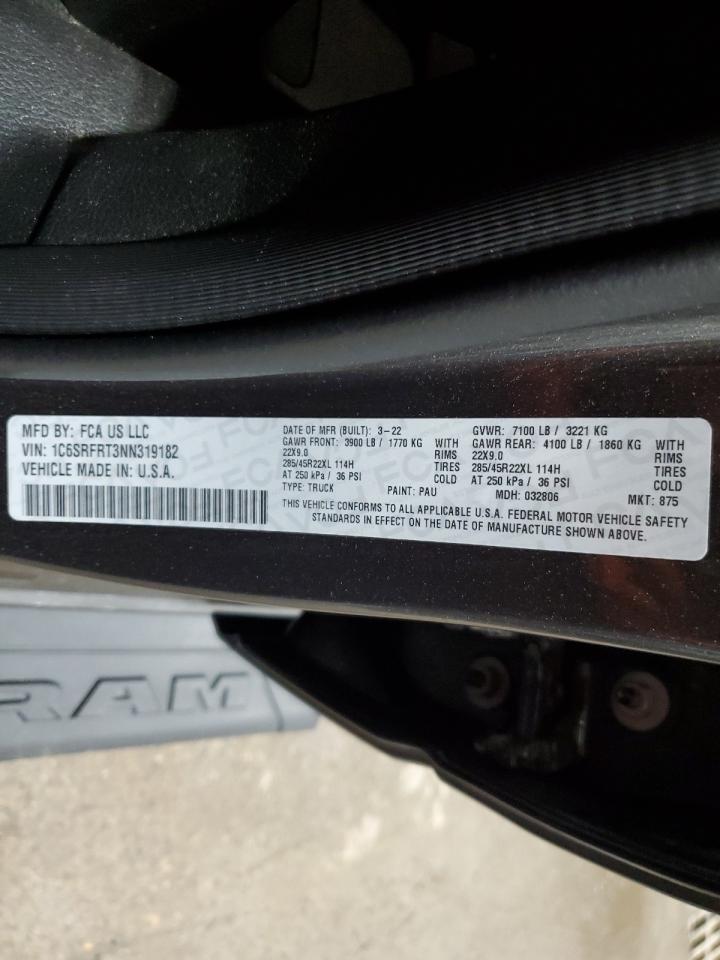 MFD BY: FCA US LLC
VIN: 1C6SRFRT3NN319182
VEHICLE MADE IN U.S.A.
DATE OF MFR (BUILT): 3-22 GVWR: 7100 LB / 3221 KG
GAWR FRONT: 3900 LB / 1770 KG WITH GAWR REAR: 4100 LB / 1860 KG WITH
22X9.0 RIMS 22X9.0 RIMS
285/45R22XL 114H TIRES 285/45R22XL 114H TIRES
AT 250 kPa / 36 PSI COLD AT 250 kPa / 36 PSI COLD
TYPE: TRUCK PAINT: PAU MDH: 032806 MKT: 875
THIS VEHICLE CONFORMS TO ALL APPLICABLE U.S.A. FEDERAL MOTOR VEHICLE SAFETY
STANDARDS IN EFFECT ON THE DATE OF MANUFACTURE SHOWN ABOVE.
RAM